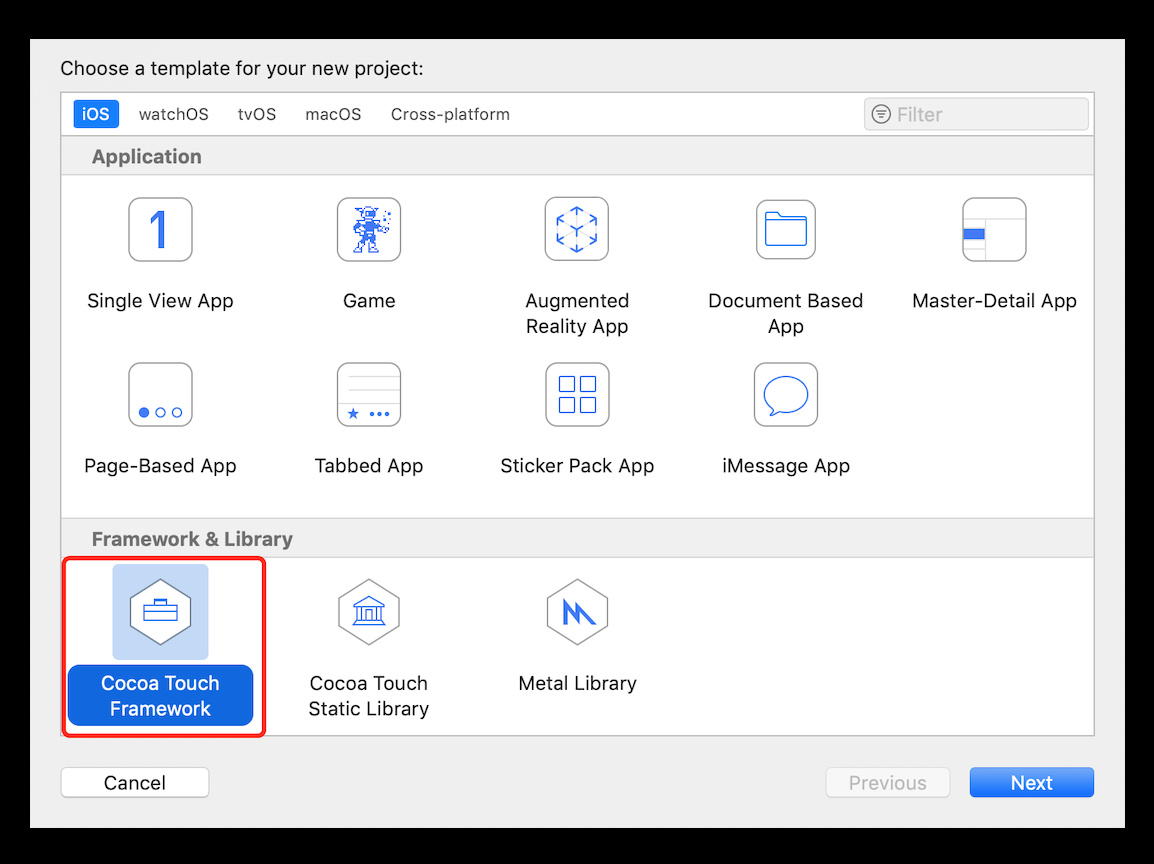 Choose a template for your new project:
iOS watchOS tvOS macOS Cross-platform Filter
Application
1
Single View App Game Augmented Reality App Document Based App Master-Detail App
Page-Based App Tabbed App Sticker Pack App iMessage App
Framework & Library
Cocoa Touch Framework Cocoa Touch Static Library Metal Library
Cancel Previous Next